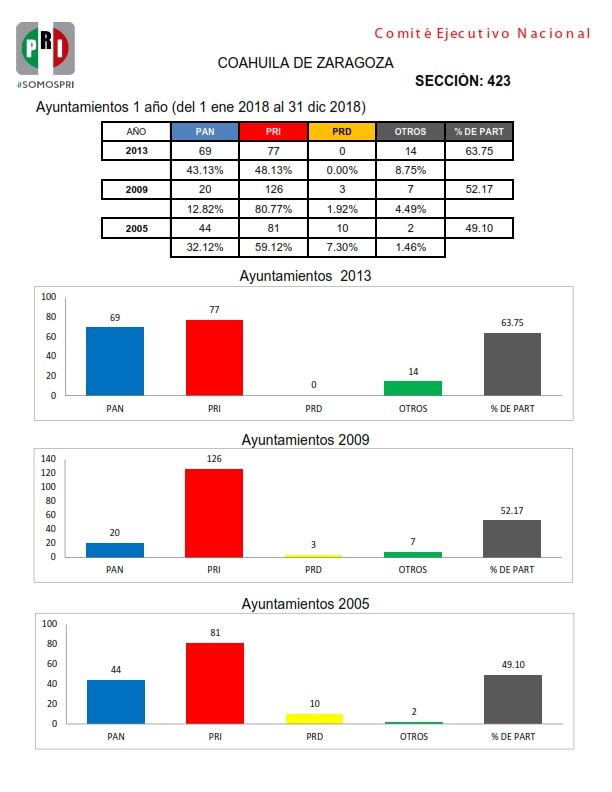 Comité Ejecutivo Nacional
PRI
#SOMOSPRI
COAHUILA DE ZARAGOZA
SECCIÓN: 423
Ayuntamientos 1 año (del 1 ene 2018 al 31 dic 2018)
AÑO PAN PRI PRD OTROS % DE PART
2013 69 77 0 14 63.75
43.13% 48.13% 0.00% 8.75%
2009 20 126 3 7 52.17
12.82% 80.77% 1.92% 4.49%
2005 44 81 10 2 49.10
32.12% 59.12% 7.30% 1.46%
Ayuntamientos 2013
100
80
60
40
20
0
69 77 0 14 63.75
PAN PRI PRD OTROS % DE PART
Ayuntamientos 2009
140
120
100
80
60
40
20
0
20 126 3 7 52.17
PAN PRI PRD OTROS % DE PART
Ayuntamientos 2005
100
80
60
40
20
0
44 81 10 2 49.10
PAN PRI PRD OTROS % DE PART